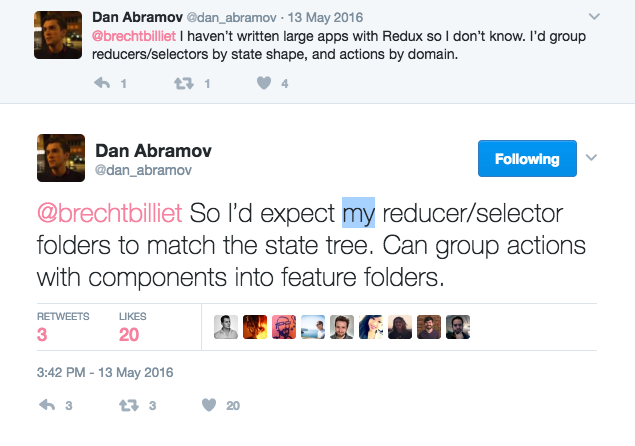 Dan Abramov @dan_abramov · 13 May 2016
@brechtbilliet I haven't written large apps with Redux so I don't know. I'd group
reducers/selectors by state shape, and actions by domain.
1 1 4
Dan Abramov
@dan_abramov
Following
@brechtbilliet So I'd expect my reducer/selector
folders to match the state tree. Can group actions
with components into feature folders.
RETWEETS LIKES
3 20
3:42 PM - 13 May 2016
3 3 20